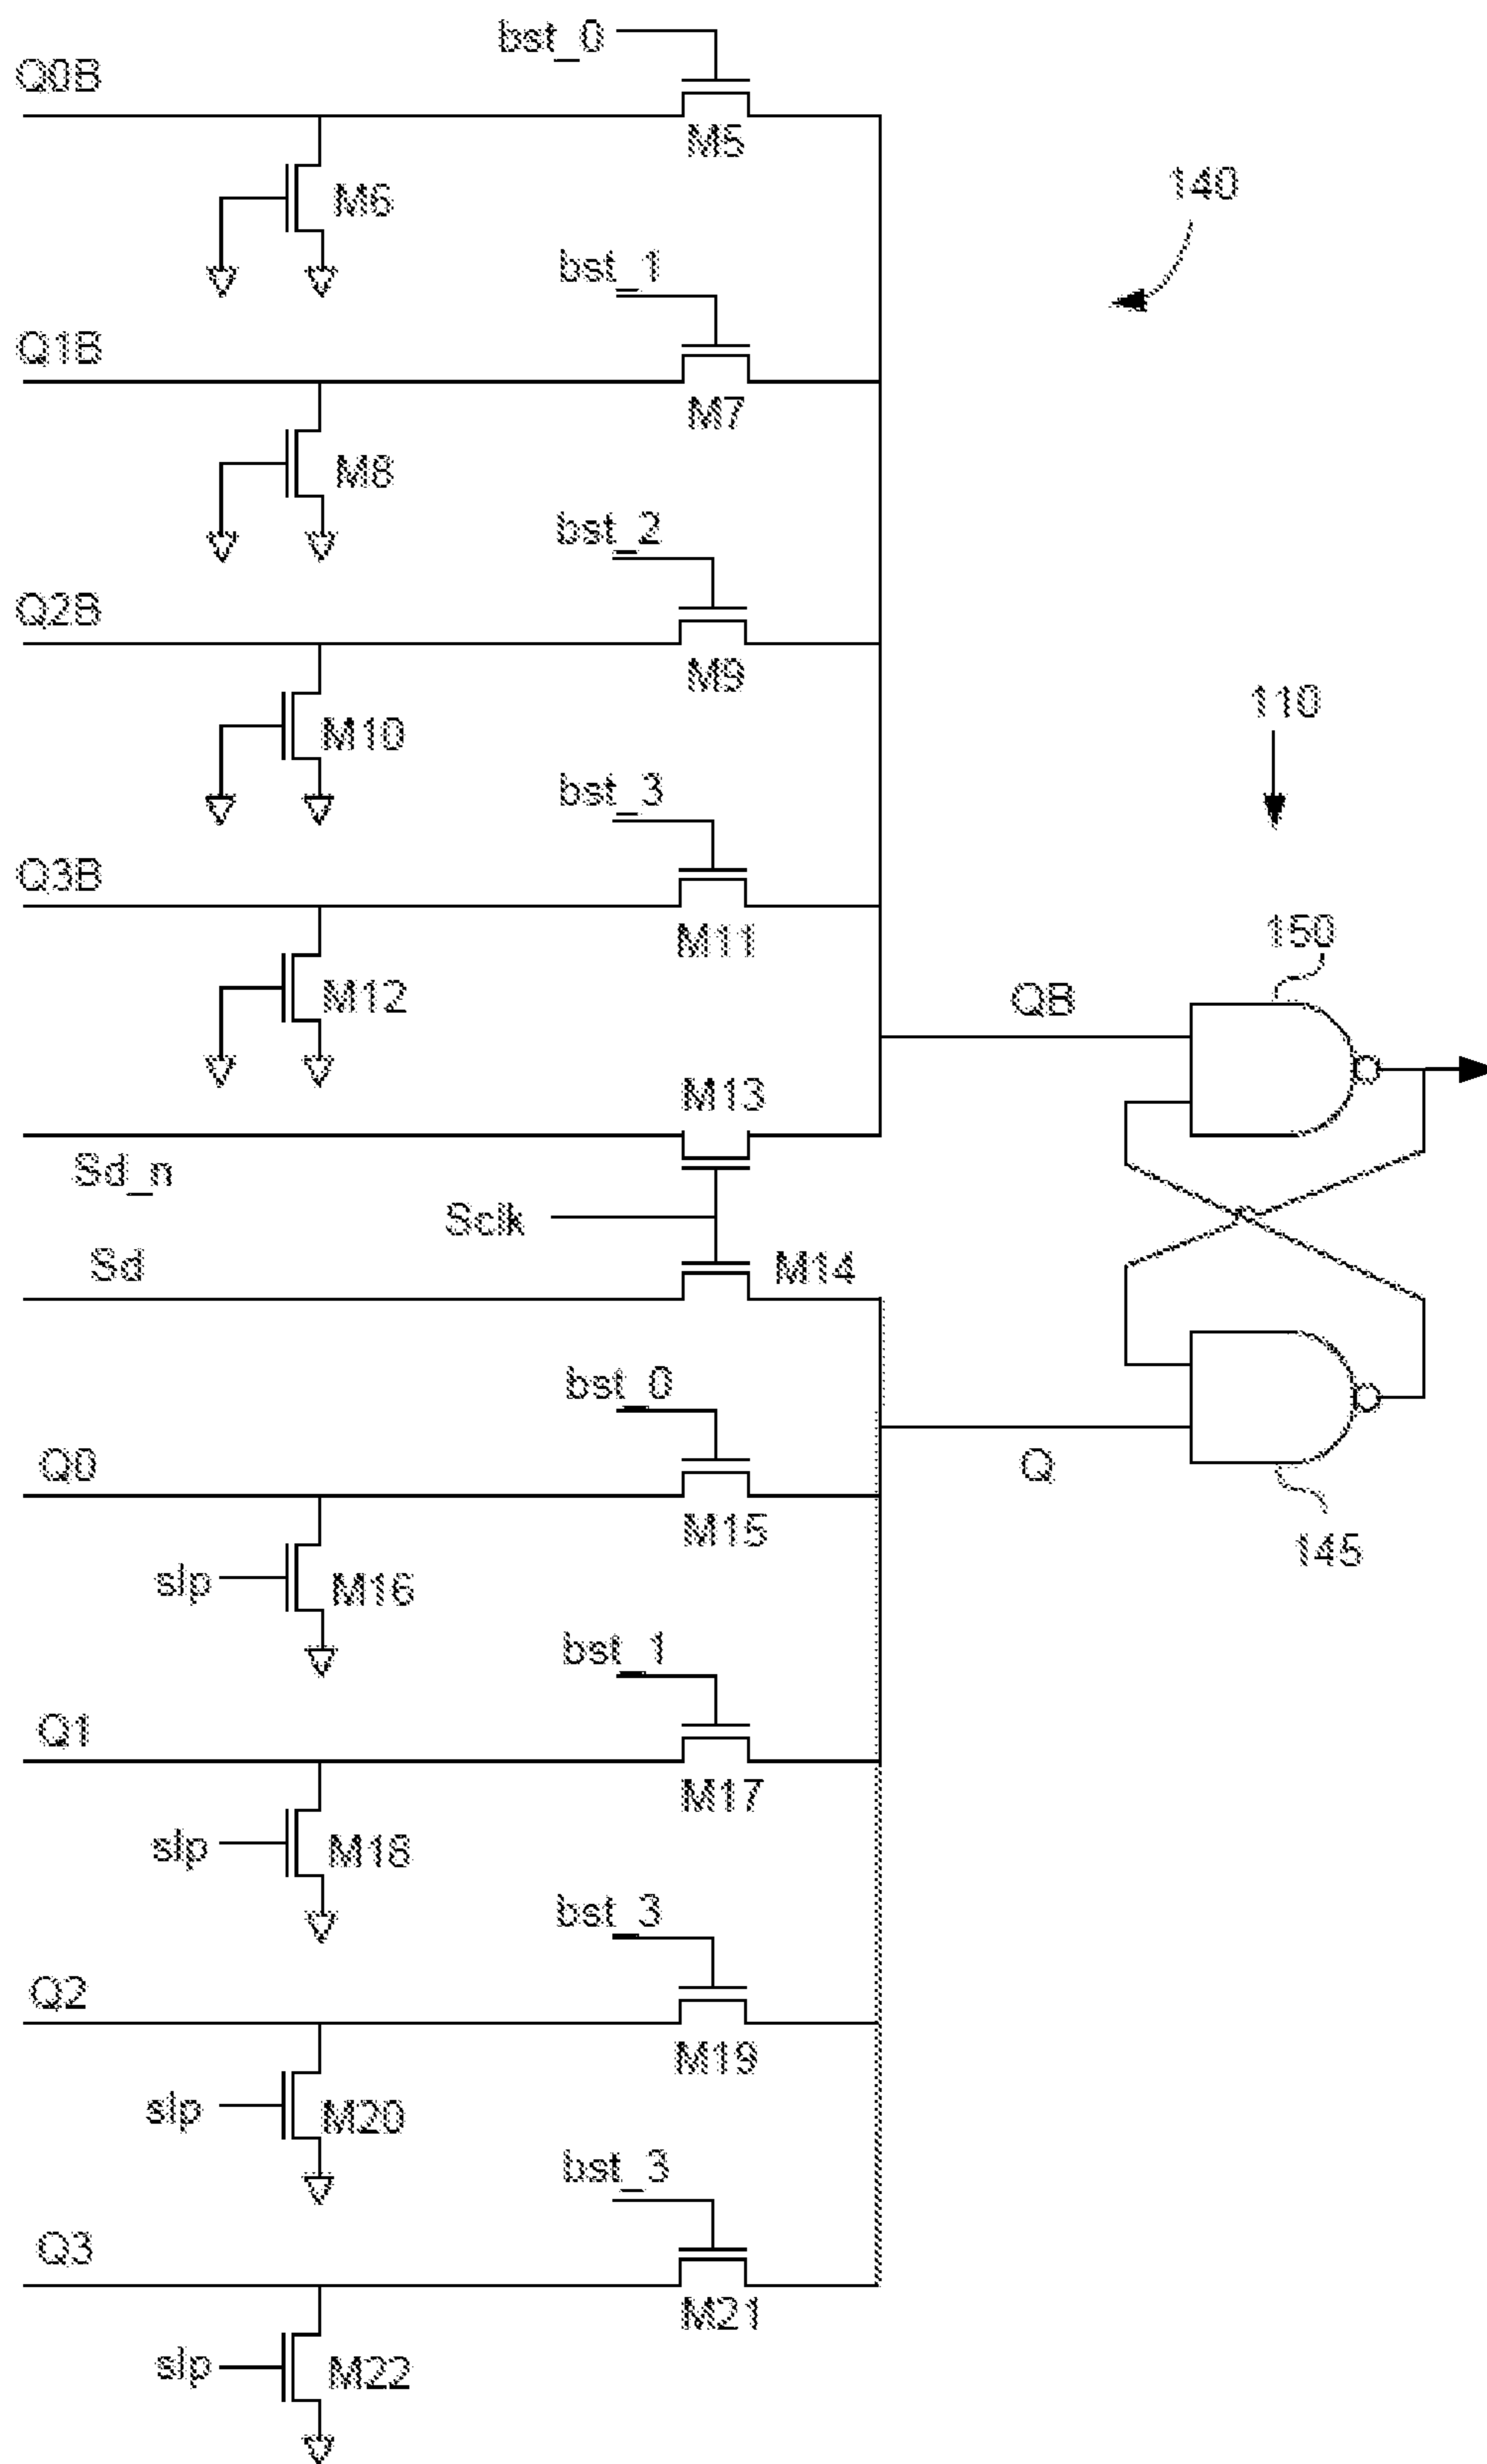 bst_0
Q0B
M5
M6
140
bst_1
Q1B
M7
M8
bst_2
Q2B
M9
M10
110
bst_3
Q3B
M11
150
M12
QB
M13
Sd_n
Sclk
Sd
M14
bst_0
Q0
Q
M15
145
slp
M16
bst_1
Q1
M17
slp
M18
bst_3
Q2
M19
slp
M20
bst_3
Q3
M21
slp
M22